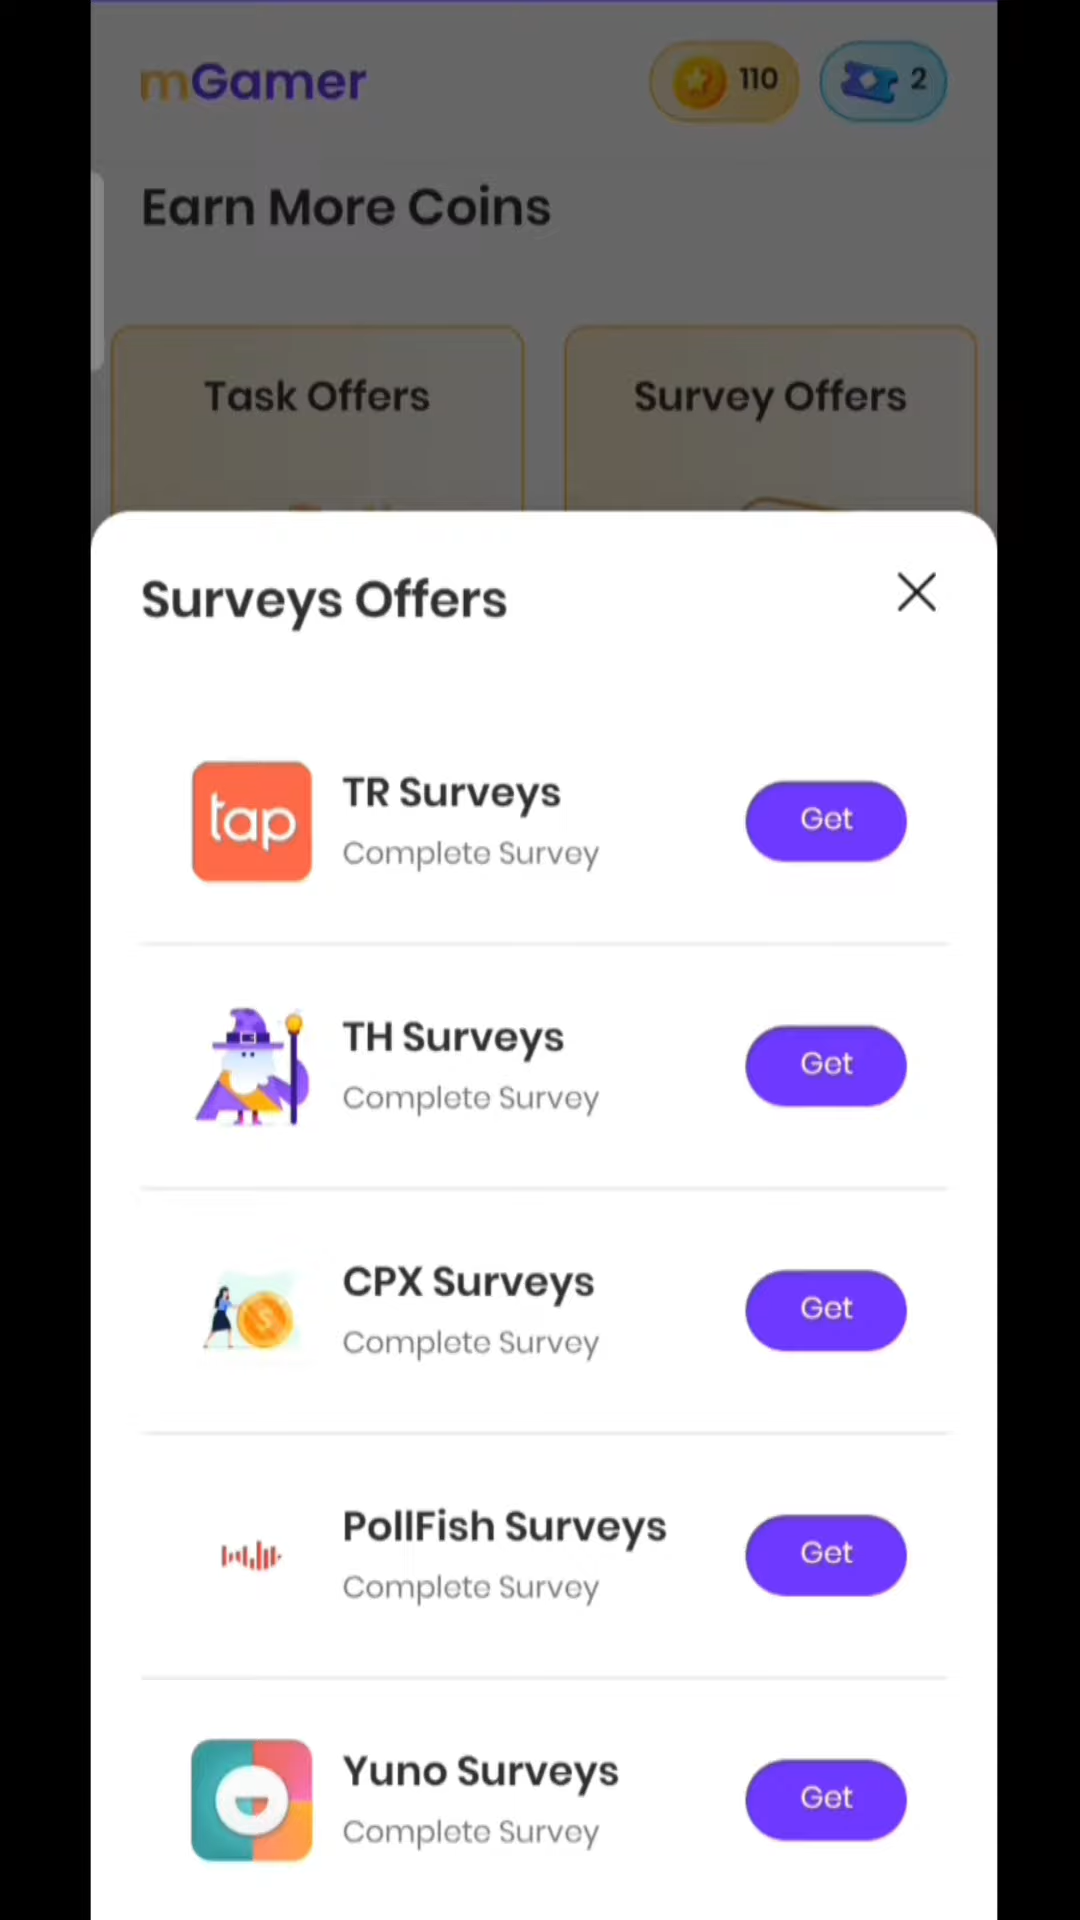 mGamer
110
2
Earn More Coins
Task Offers
Survey Offers
Surveys Offers
tap
TR Surveys
Complete Survey
Get
TH Surveys
Complete Survey
Get
CPX Surveys
Complete Survey
Get
PollFish Surveys
Complete Survey
Get
Yuno Surveys
Complete Survey
Get